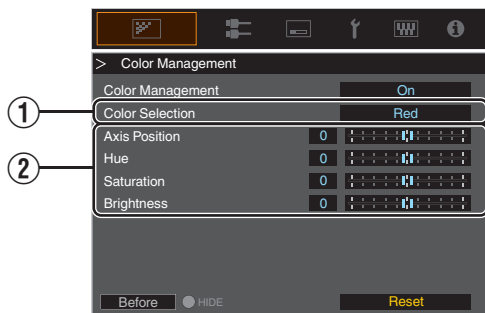 > Color Management
Color Management On
① Color Selection Red
Axis Position 0
② Hue 0
Saturation 0
Brightness 0
Before HIDE Reset